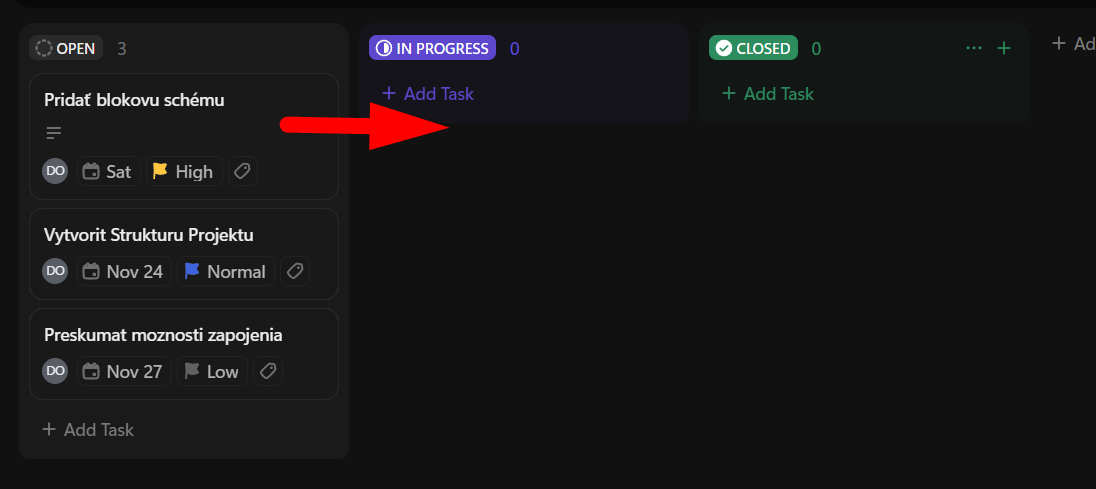 OPEN 3
Pridať blokovu schému
DO Sat High
Vytvorit Strukturu Projektu
DO Nov 24 Normal
Preskumat moznosti zapojenia
DO Nov 27 Low
+ Add Task
IN PROGRESS 0
+ Add Task
CLOSED 0 ... +
+ Add Task
+ Ad